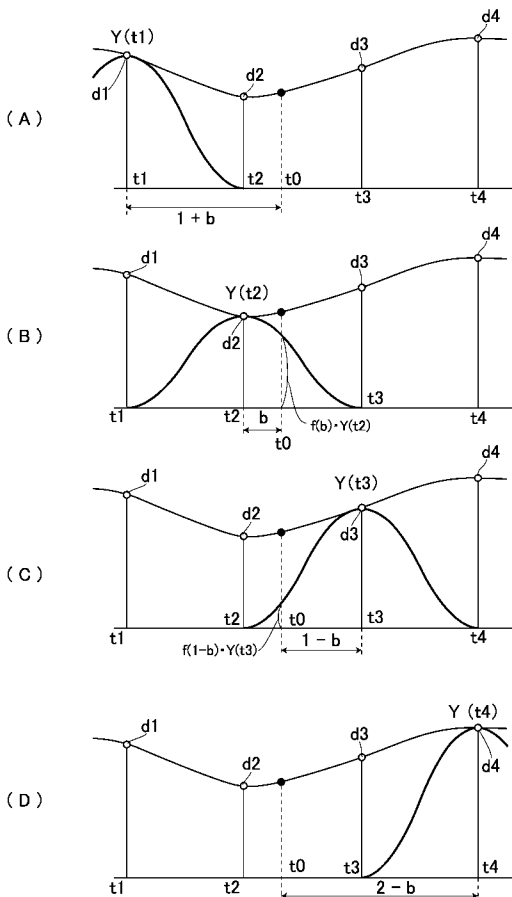 Y(t1)
d1
d2
d3
d4
(A)
t1
t2
t0
t3
t4
1+b
d1
Y(t2)
d2
d3
d4
(B)
t1
t2
b
t0
f(b)・Y(t2)
t3
t4
d1
d2
Y(t3)
d3
d4
(C)
t1
t2
t0
t3
t4
f(1-b)・Y(t3)
1-b
d1
d2
d3
Y (t4)
d4
(D)
t1
t2
t0
t3
t4
2-b